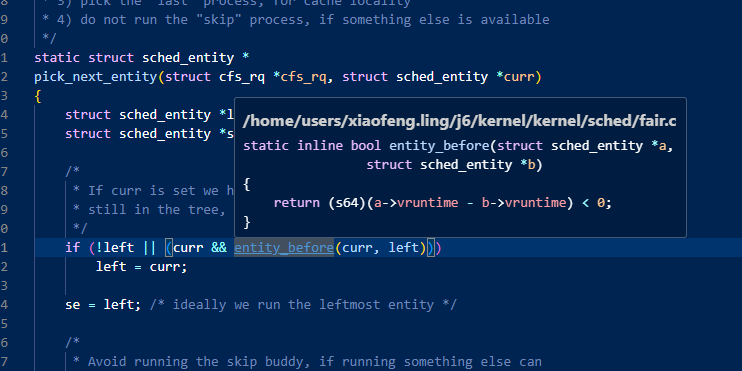 8 * 3) pick the "last" process, for cache locality
9 * 4) do not run the "skip" process, if something else is available
0 */
1 static struct sched_entity *
2 pick_next_entity(struct cfs_rq *cfs_rq, struct sched_entity *curr)
3 {
4 struct sched_entity *l
5 struct sched_entity *s
6
7 /*
8 * If curr is set we h
9 * still in the tree,
0 */
1 if (!left || (curr && entity_before(curr, left)))
2 left = curr;
3
4 se = left; /* ideally we run the leftmost entity */
5
6 /*
7 * Avoid running the skip buddy, if running something else can
/home/users/xiaofeng.ling/j6/kernel/kernel/sched/fair.c
static inline bool entity_before(struct sched_entity *a,
struct sched_entity *b)
{
return (s64)(a->vruntime - b->vruntime) < 0;
}